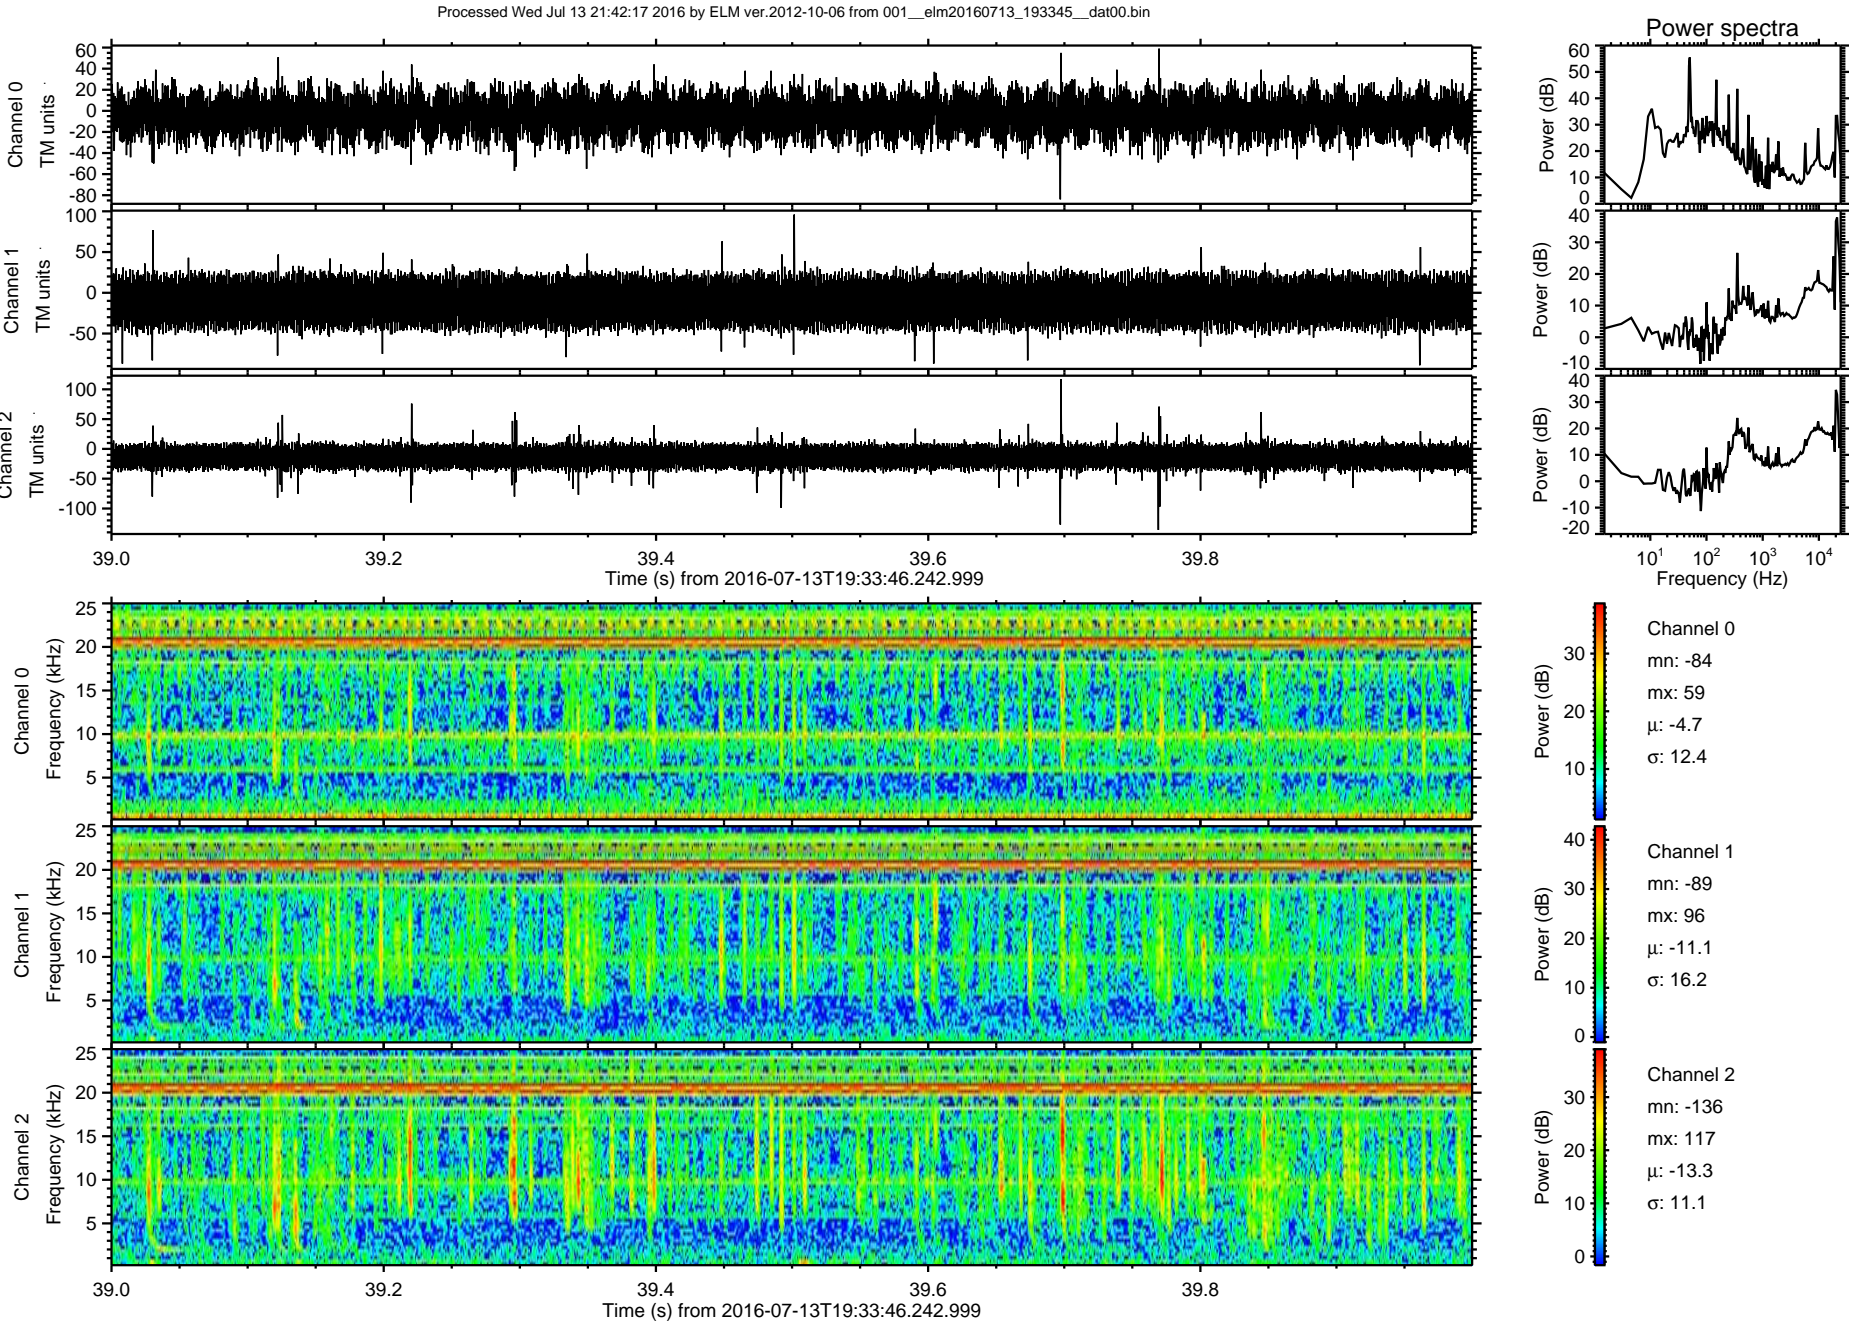 Processed Wed Jul 13 21:42:17 2016 by ELM ver.2012-10-06 from 001__elm20160713_193345__dat00.bin
Power spectra
Channel 0
TM units
60
40
20
0
-20
-40
-60
-80
Power (dB)
60
50
40
30
20
10
0
Channel 1
TM units
100
50
0
-50
Power (dB)
40
30
20
10
0
-10
Channel 2
TM units
100
50
0
-50
-100
Power (dB)
40
30
20
10
0
-10
-20
39.0 39.2 39.4 39.6 39.8
Time (s) from 2016-07-13T19:33:46.242.999
10¹ 10² 10³ 10⁴
Frequency (Hz)
Channel 0
Frequency (kHz)
25
20
15
10
5
Power (dB)
30
20
10
Channel 0
mn: -84
mx: 59
μ: -4.7
σ: 12.4
Channel 1
Frequency (kHz)
25
20
15
10
5
Power (dB)
40
30
20
10
0
Channel 1
mn: -89
mx: 96
μ: -11.1
σ: 16.2
Channel 2
Frequency (kHz)
25
20
15
10
5
Power (dB)
30
20
10
0
Channel 2
mn: -136
mx: 117
μ: -13.3
σ: 11.1
39.0 39.2 39.4 39.6 39.8
Time (s) from 2016-07-13T19:33:46.242.999